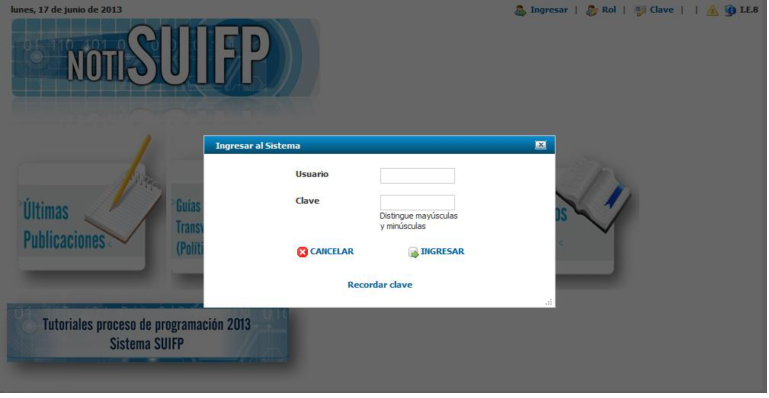 lunes, 17 de junio de 2013
Ingresar | Rol | Clave | | I.E.8
NOTISUIFP
Ingresar al Sistema
Usuario
Clave
Distingue mayúsculas
y minúsculas
CANCELAR
INGRESAR
Recordar clave
Últimas
Publicaciones
Guías
Transv
(Políti
os
Tutoriales proceso de programación 2013
Sistema SUIFP